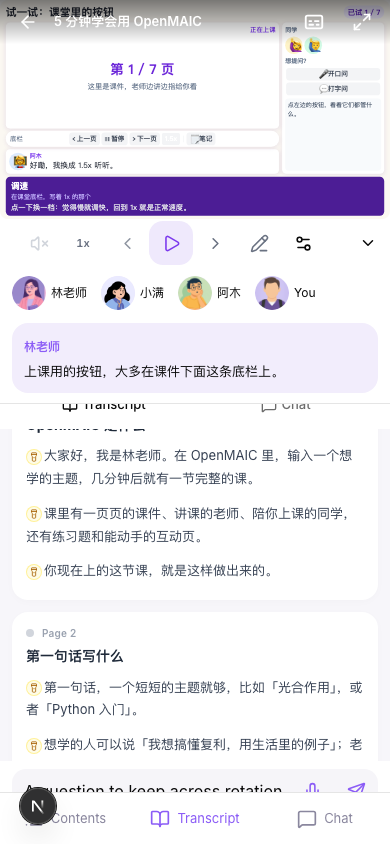 试一试：课堂里的按钮
5 分钟学会用 OpenMAIC
已试 1 / 7
正在上课
第 1 / 7 页
这里是课件，老师边讲边指给你看
同学
想提问？
开口问
打字问
点左边的按钮，看看它们都管什么。
底栏
‹ 上一页
暂停
› 下一页
1.5x
笔记
阿木
好嘞，我换成 1.5x 听听。
调速
在课堂底栏，写着 1x 的那个
点一下换一档：觉得慢就调快，回到 1x 就是正常速度。
1x
林老师
小满
阿木
You
林老师
上课用的按钮，大多在课件下面这条底栏上。
Transcript
Chat
OpenMAIC 是什么
大家好，我是林老师。在 OpenMAIC 里，输入一个想
学的主题，几分钟后就有一节完整的课。
课里有一页页的课件、讲课的老师、陪你上课的同学，
还有练习题和能动手的互动页。
你现在上的这节课，就是这样做出来的。
Page 2
第一句话写什么
第一句话，一个短短的主题就够，比如「光合作用」，或
者「Python 入门」。
想学的人可以说「我想搞懂复利，用生活里的例子」；老
A question to keep across rotation
N
Contents
Transcript
Chat